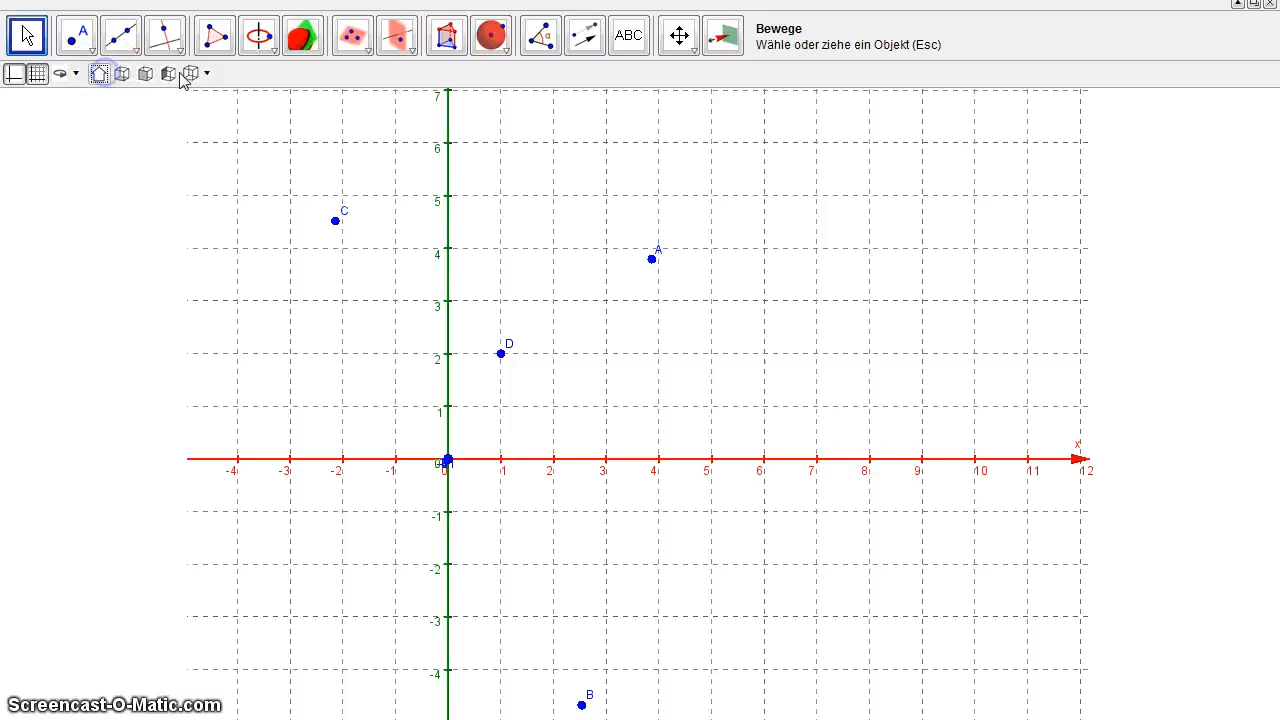 A
α
ABC
Bewege
Wähle oder ziehe ein Objekt (Esc)
7
6
5
4
3
2
1
-1
-2
-3
-4
C
A
D
B
x
-4 -3 -2 -1 0 1 2 3 4 5 6 7 8 9 10 11 12
Screencast-O-Matic.com